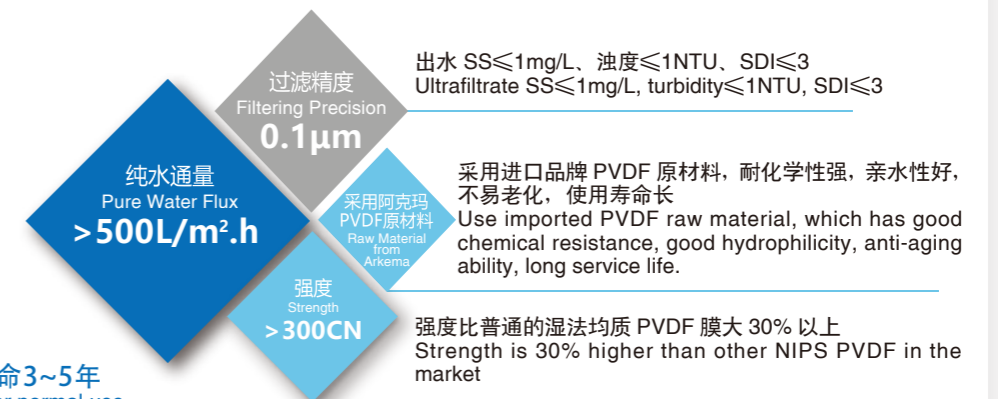 过滤精度
Filtering Precision
0.1μm
出水 SS≤1mg/L、浊度≤1NTU、SDI≤3
Ultrafiltrate SS≤1mg/L, turbidity≤1NTU, SDI≤3
纯水通量
Pure Water Flux
>500L/m².h
采用阿克玛
PVDF原材料
Raw Material
from
Arkema
采用进口品牌 PVDF 原材料，耐化学性强，亲水性好，
不易老化，使用寿命长
Use imported PVDF raw material, which has good
chemical resistance, good hydrophilicity, anti-aging
ability, long service life.
强度
Strength
>300CN
强度比普通的湿法均质 PVDF 膜大 30% 以上
Strength is 30% higher than other NIPS PVDF in the
market
命3~5年
normal use